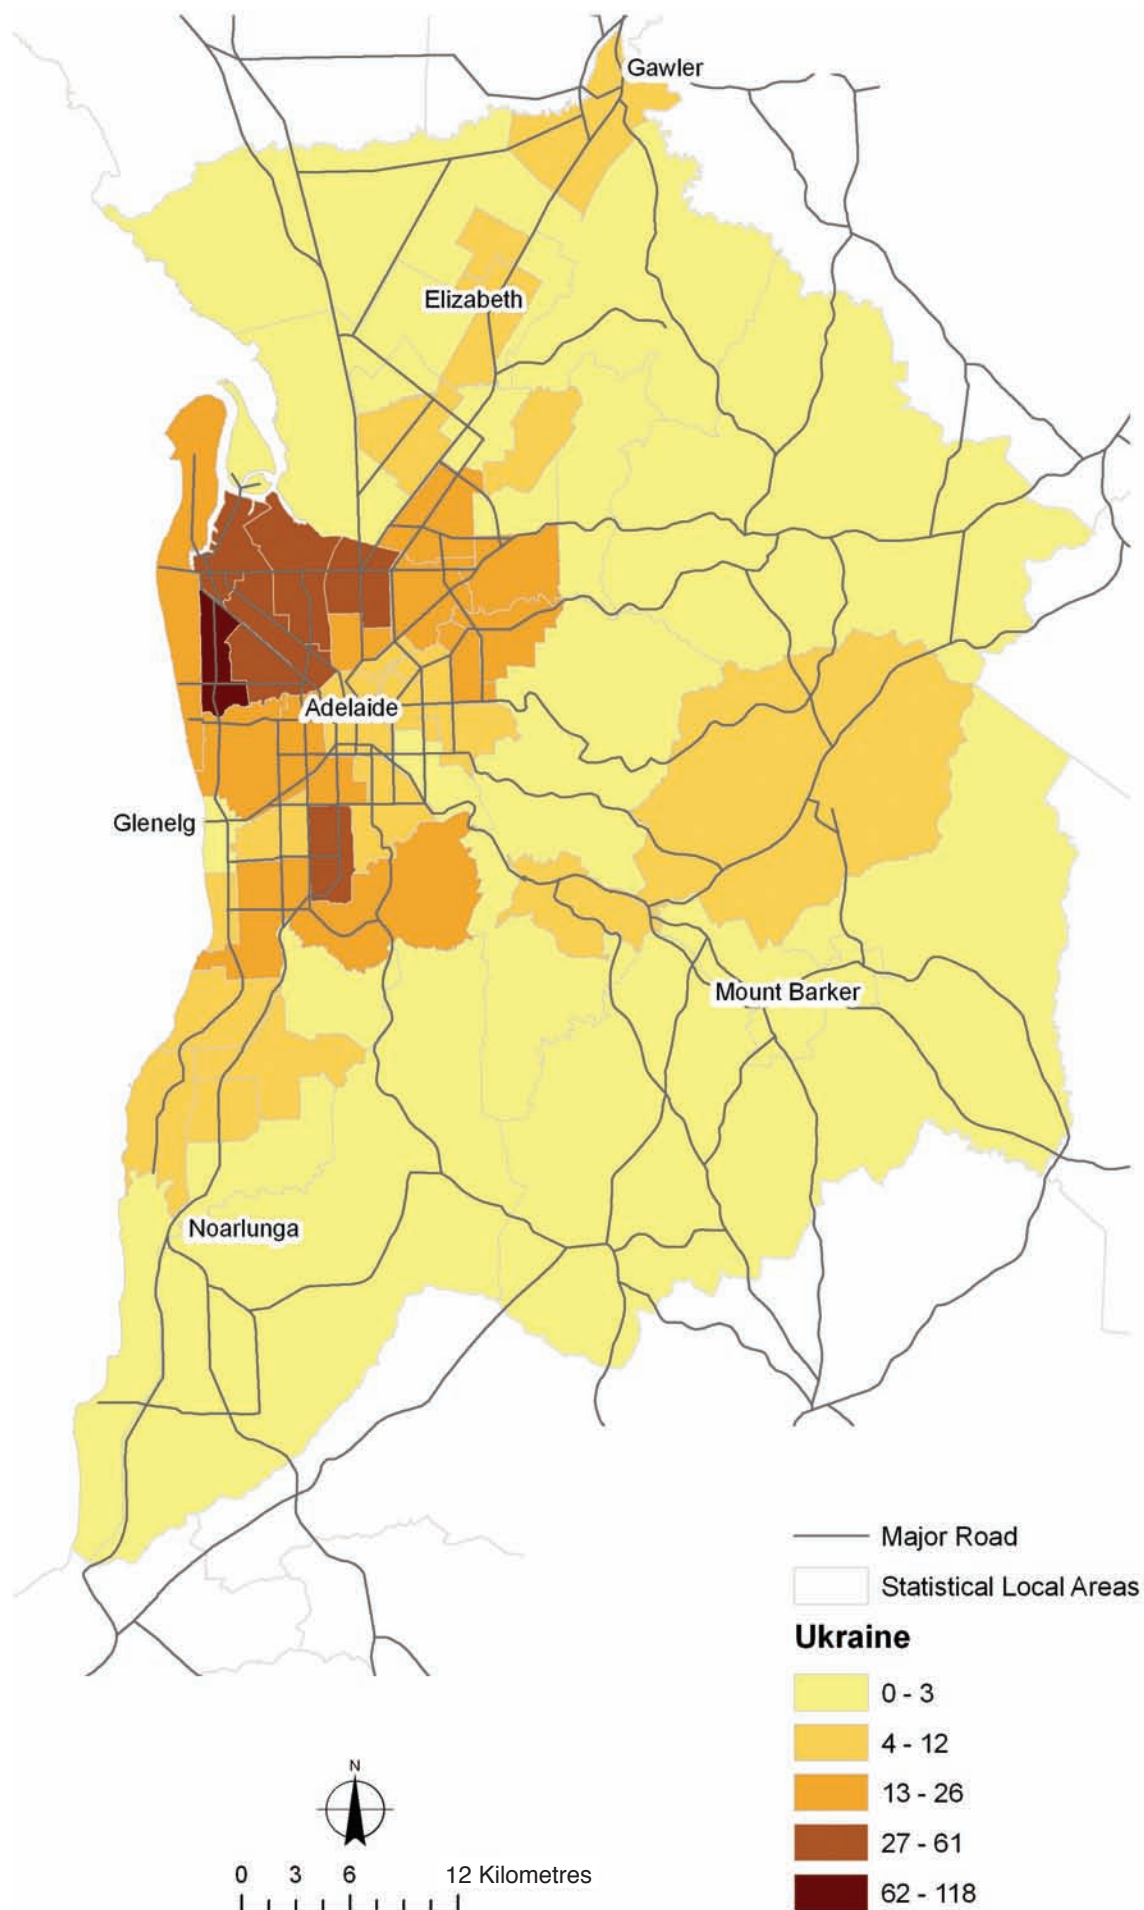 Gawler
Elizabeth
Adelaide
Glenelg
Mount Barker
Noarlunga
Major Road
Statistical Local Areas
Ukraine
0 - 3
4 - 12
13 - 26
27 - 61
62 - 118
N
0 3 6 12 Kilometres